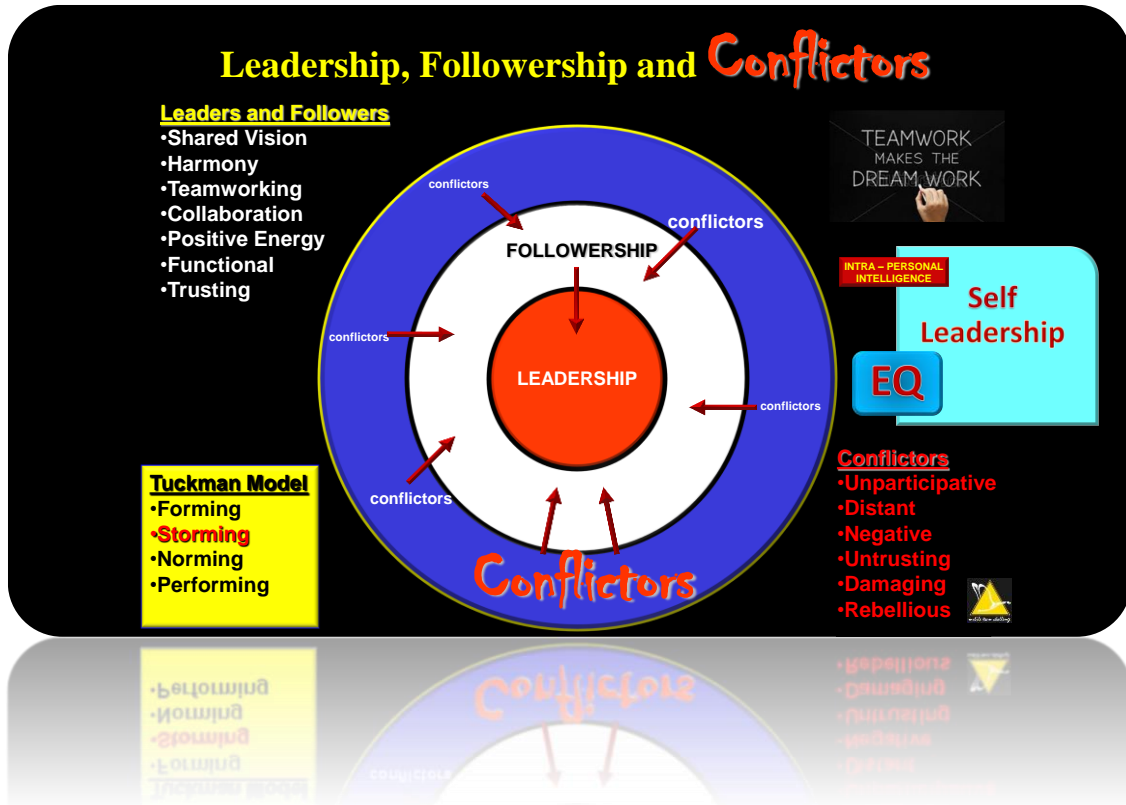 Leadership, Followership and Conflictors
Leaders and Followers
•Shared Vision
•Harmony
•Teamworking
•Collaboration
•Positive Energy
•Functional
•Trusting
TEAMWORK
MAKES THE
DREAM WORK
conflictors
conflictors
FOLLOWERSHIP
INTRA – PERSONAL
INTELLIGENCE
Self
Leadership
EQ
conflictors
LEADERSHIP
conflictors
conflictors
Conflictors
Tuckman Model
•Forming
•Storming
•Norming
•Performing
Conflictors
•Unparticipative
•Distant
•Negative
•Untrusting
•Damaging
•Rebellious